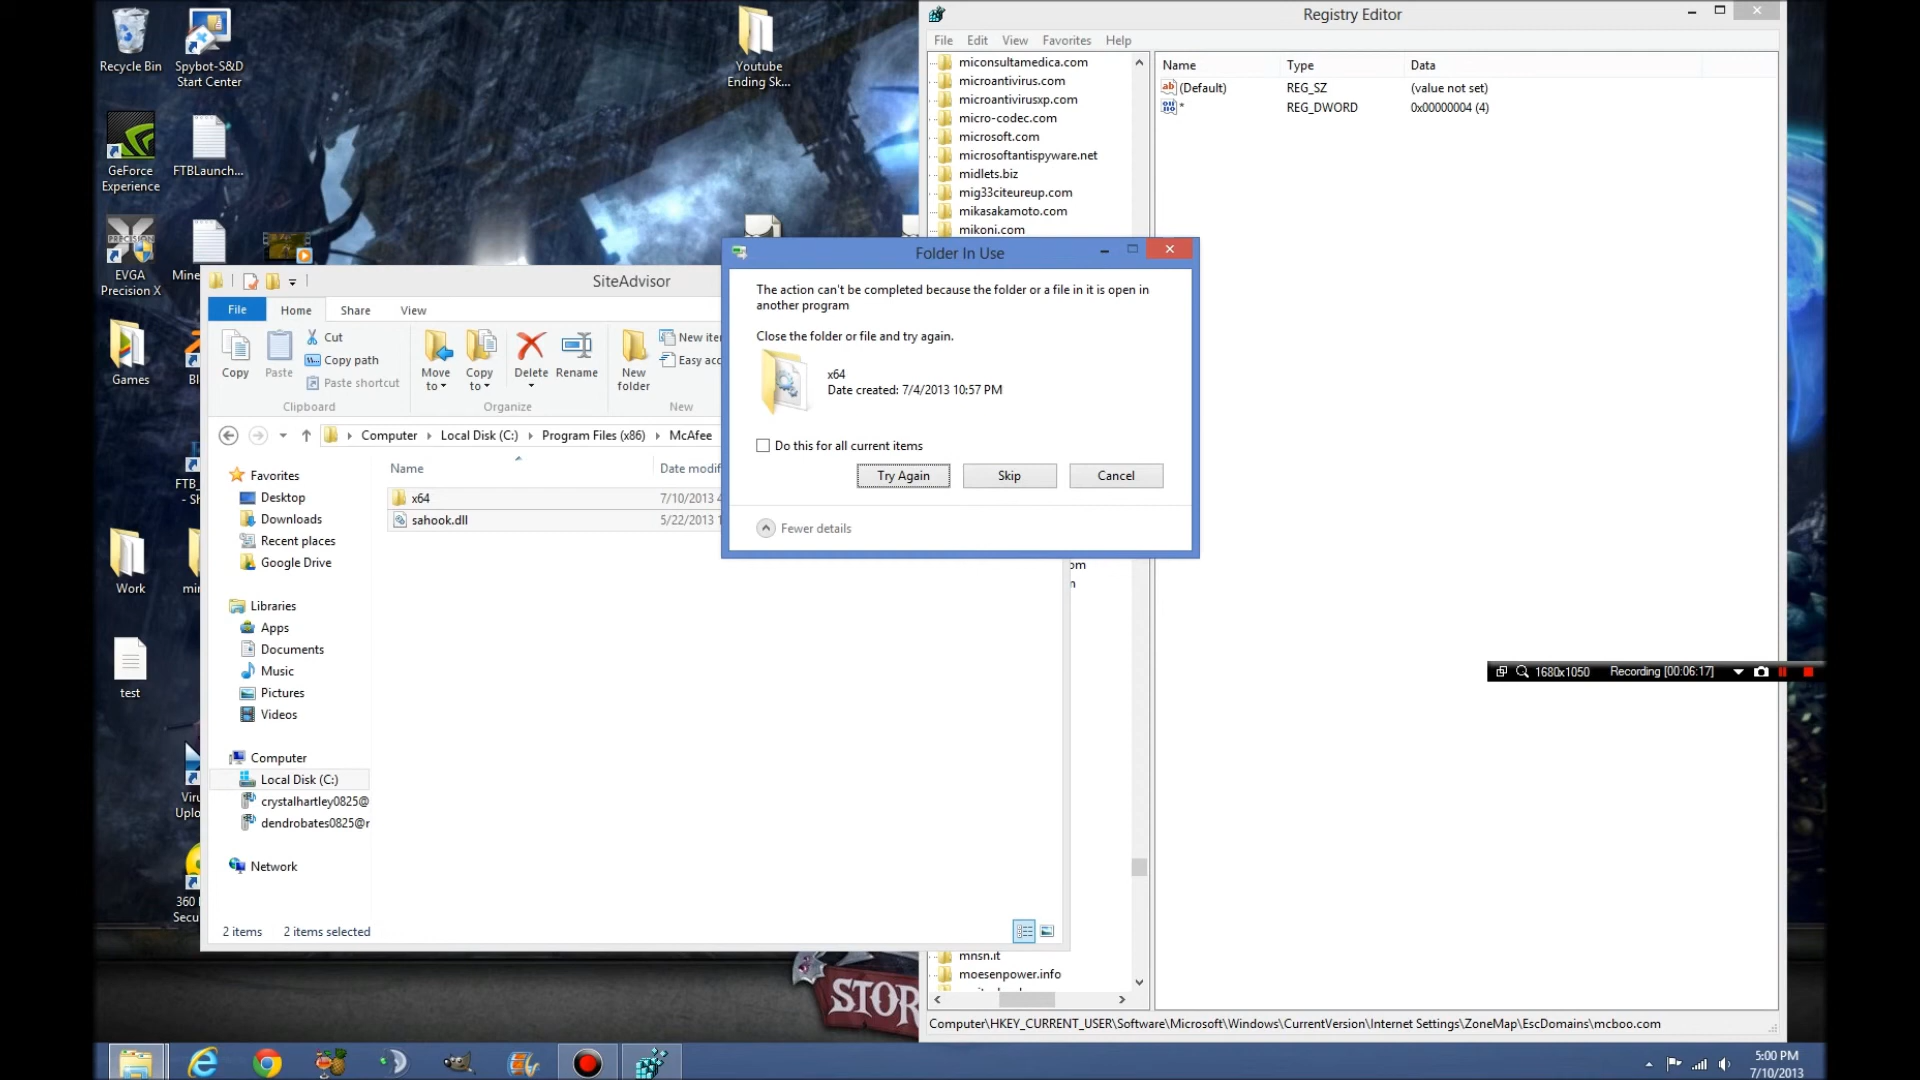 Recycle Bin
Spybot-S&D
Start Center
GeForce
Experience
FTBLaunch...
EVGA
Precision X
Games
Work
test
360
Youtube
Ending Sk...
Registry Editor
File Edit View Favorites Help
miconsultamedica.com
microantivirus.com
microantivirusxp.com
micro-codec.com
microsoft.com
microsoftantispyware.net
midlets.biz
mig33citeureup.com
mikasakamoto.com
mikoni.com
mnsn.it
moesenpower.info
Name Type Data
(Default) REG_SZ (value not set)
* REG_DWORD 0x00000004 (4)
Computer\HKEY_CURRENT_USER\Software\Microsoft\Windows\CurrentVersion\Internet Settings\ZoneMap\EscDomains\mcboo.com
SiteAdvisor
File Home Share View
Copy
Paste
Cut
Copy path
Paste shortcut
Clipboard
Move
to
Copy
to
Delete
Rename
Organize
New
folder
New
Computer Local Disk (C:) Program Files (x86) McAfee
Name
x64 7/10/2013
sahook.dll 5/22/2013
Favorites
Desktop
Downloads
Recent places
Google Drive
Libraries
Apps
Documents
Music
Pictures
Videos
Computer
Local Disk (C:)
crystalhartley0825@
dendrobates0825@
Network
2 items 2 items selected
Folder In Use
The action can't be completed because the folder or a file in it is open in
another program
Close the folder or file and try again.
x64
Date created: 7/4/2013 10:57 PM
Do this for all current items
Try Again Skip Cancel
Fewer details
1680x1050 Recording [00:06:17]
STOR
5:00 PM
7/10/2013